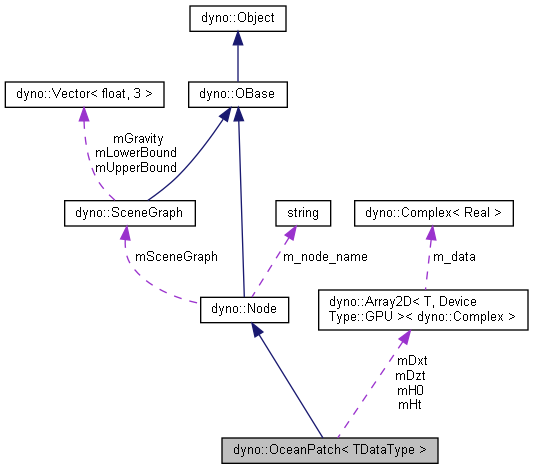 dyno::Object
dyno::Vector< float, 3 >
dyno::OBase
mGravity
mLowerBound
mUpperBound
dyno::SceneGraph
string
dyno::Complex< Real >
mSceneGraph
m_node_name
m_data
dyno::Node
dyno::Array2D< T, Device
Type::GPU >< dyno::Complex >
mDxt
mDzt
mH0
mHt
dyno::OceanPatch< TDataType >